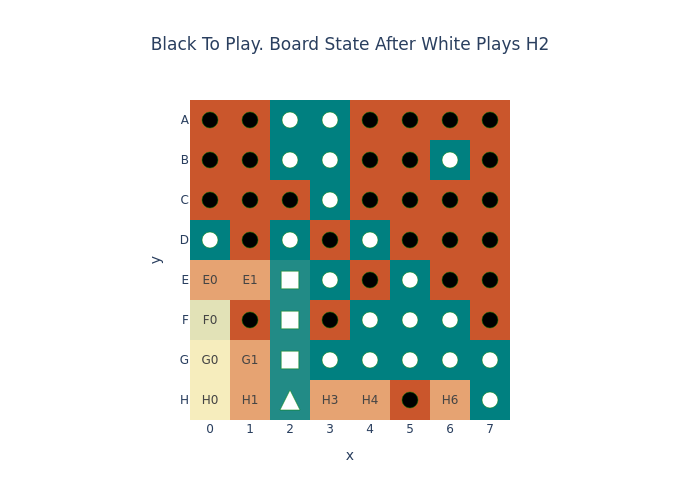 Black To Play. Board State After White Plays H2
A
B
C
D
E E0 E1
F F0
G G0 G1
H H0 H1 H3 H4 H6
0 1 2 3 4 5 6 7
x
y